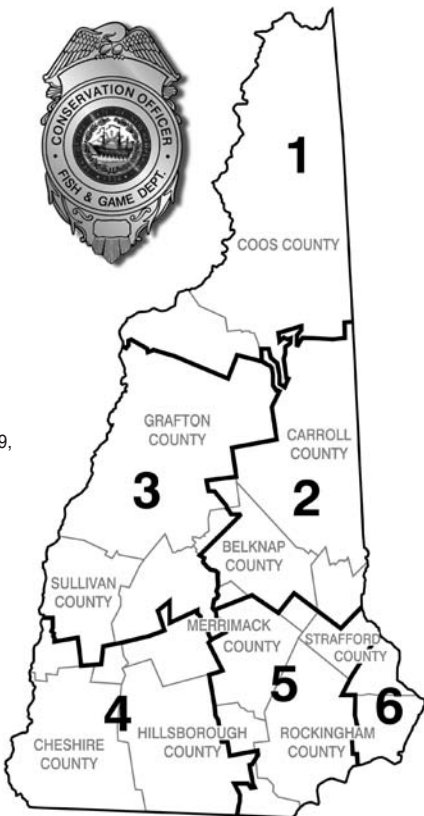 CONSERVATION OFFICER
FISH & GAME DEPT.
1
COOS COUNTY
9,
GRAFTON
COUNTY
CARROLL
COUNTY
3
2
BELKNAP
COUNTY
SULLIVAN
COUNTY
MERRIMACK
COUNTY
STRAFFORD
COUNTY
5
6
4
HILLSBOROUGH
COUNTY
ROCKINGHAM
COUNTY
CHESHIRE
COUNTY